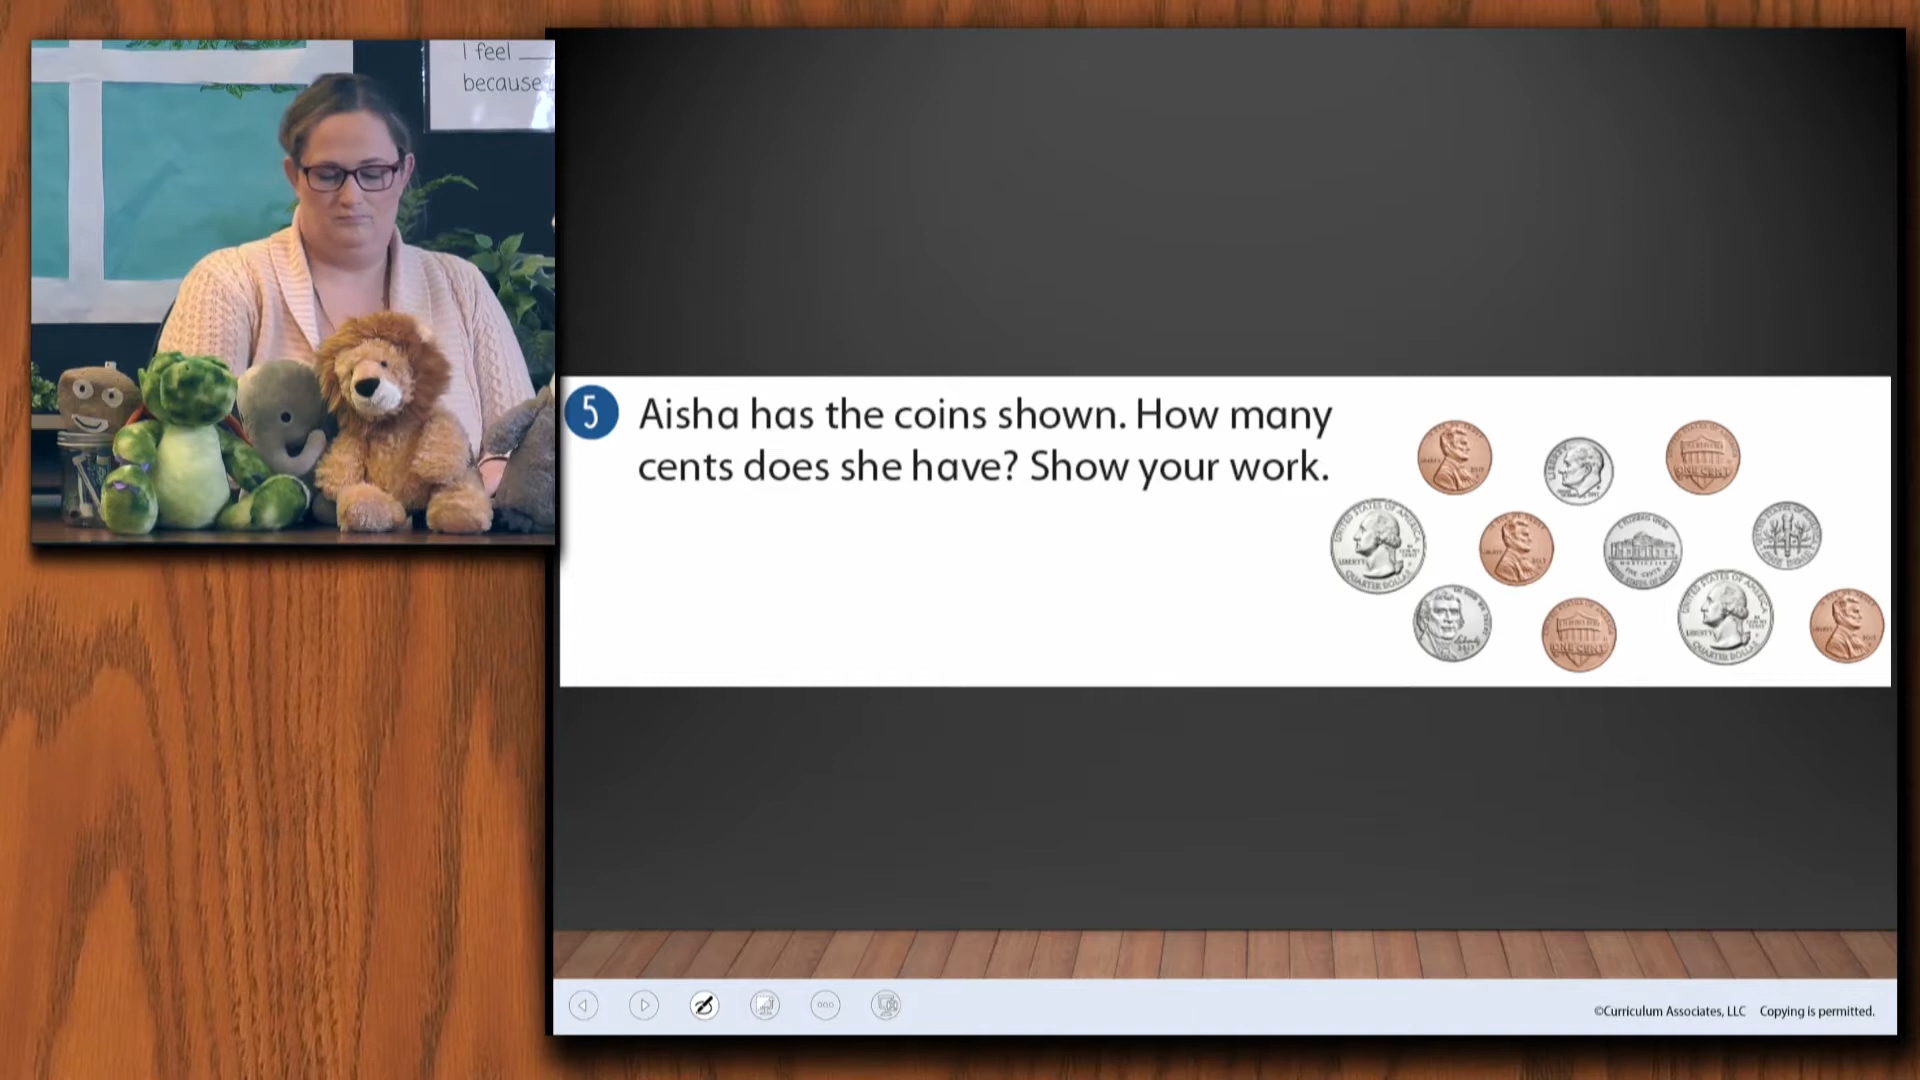 I feel
because
5 Aisha has the coins shown. How many
cents does she have? Show your work.
©Curriculum Associates, LLC Copying is permitted.